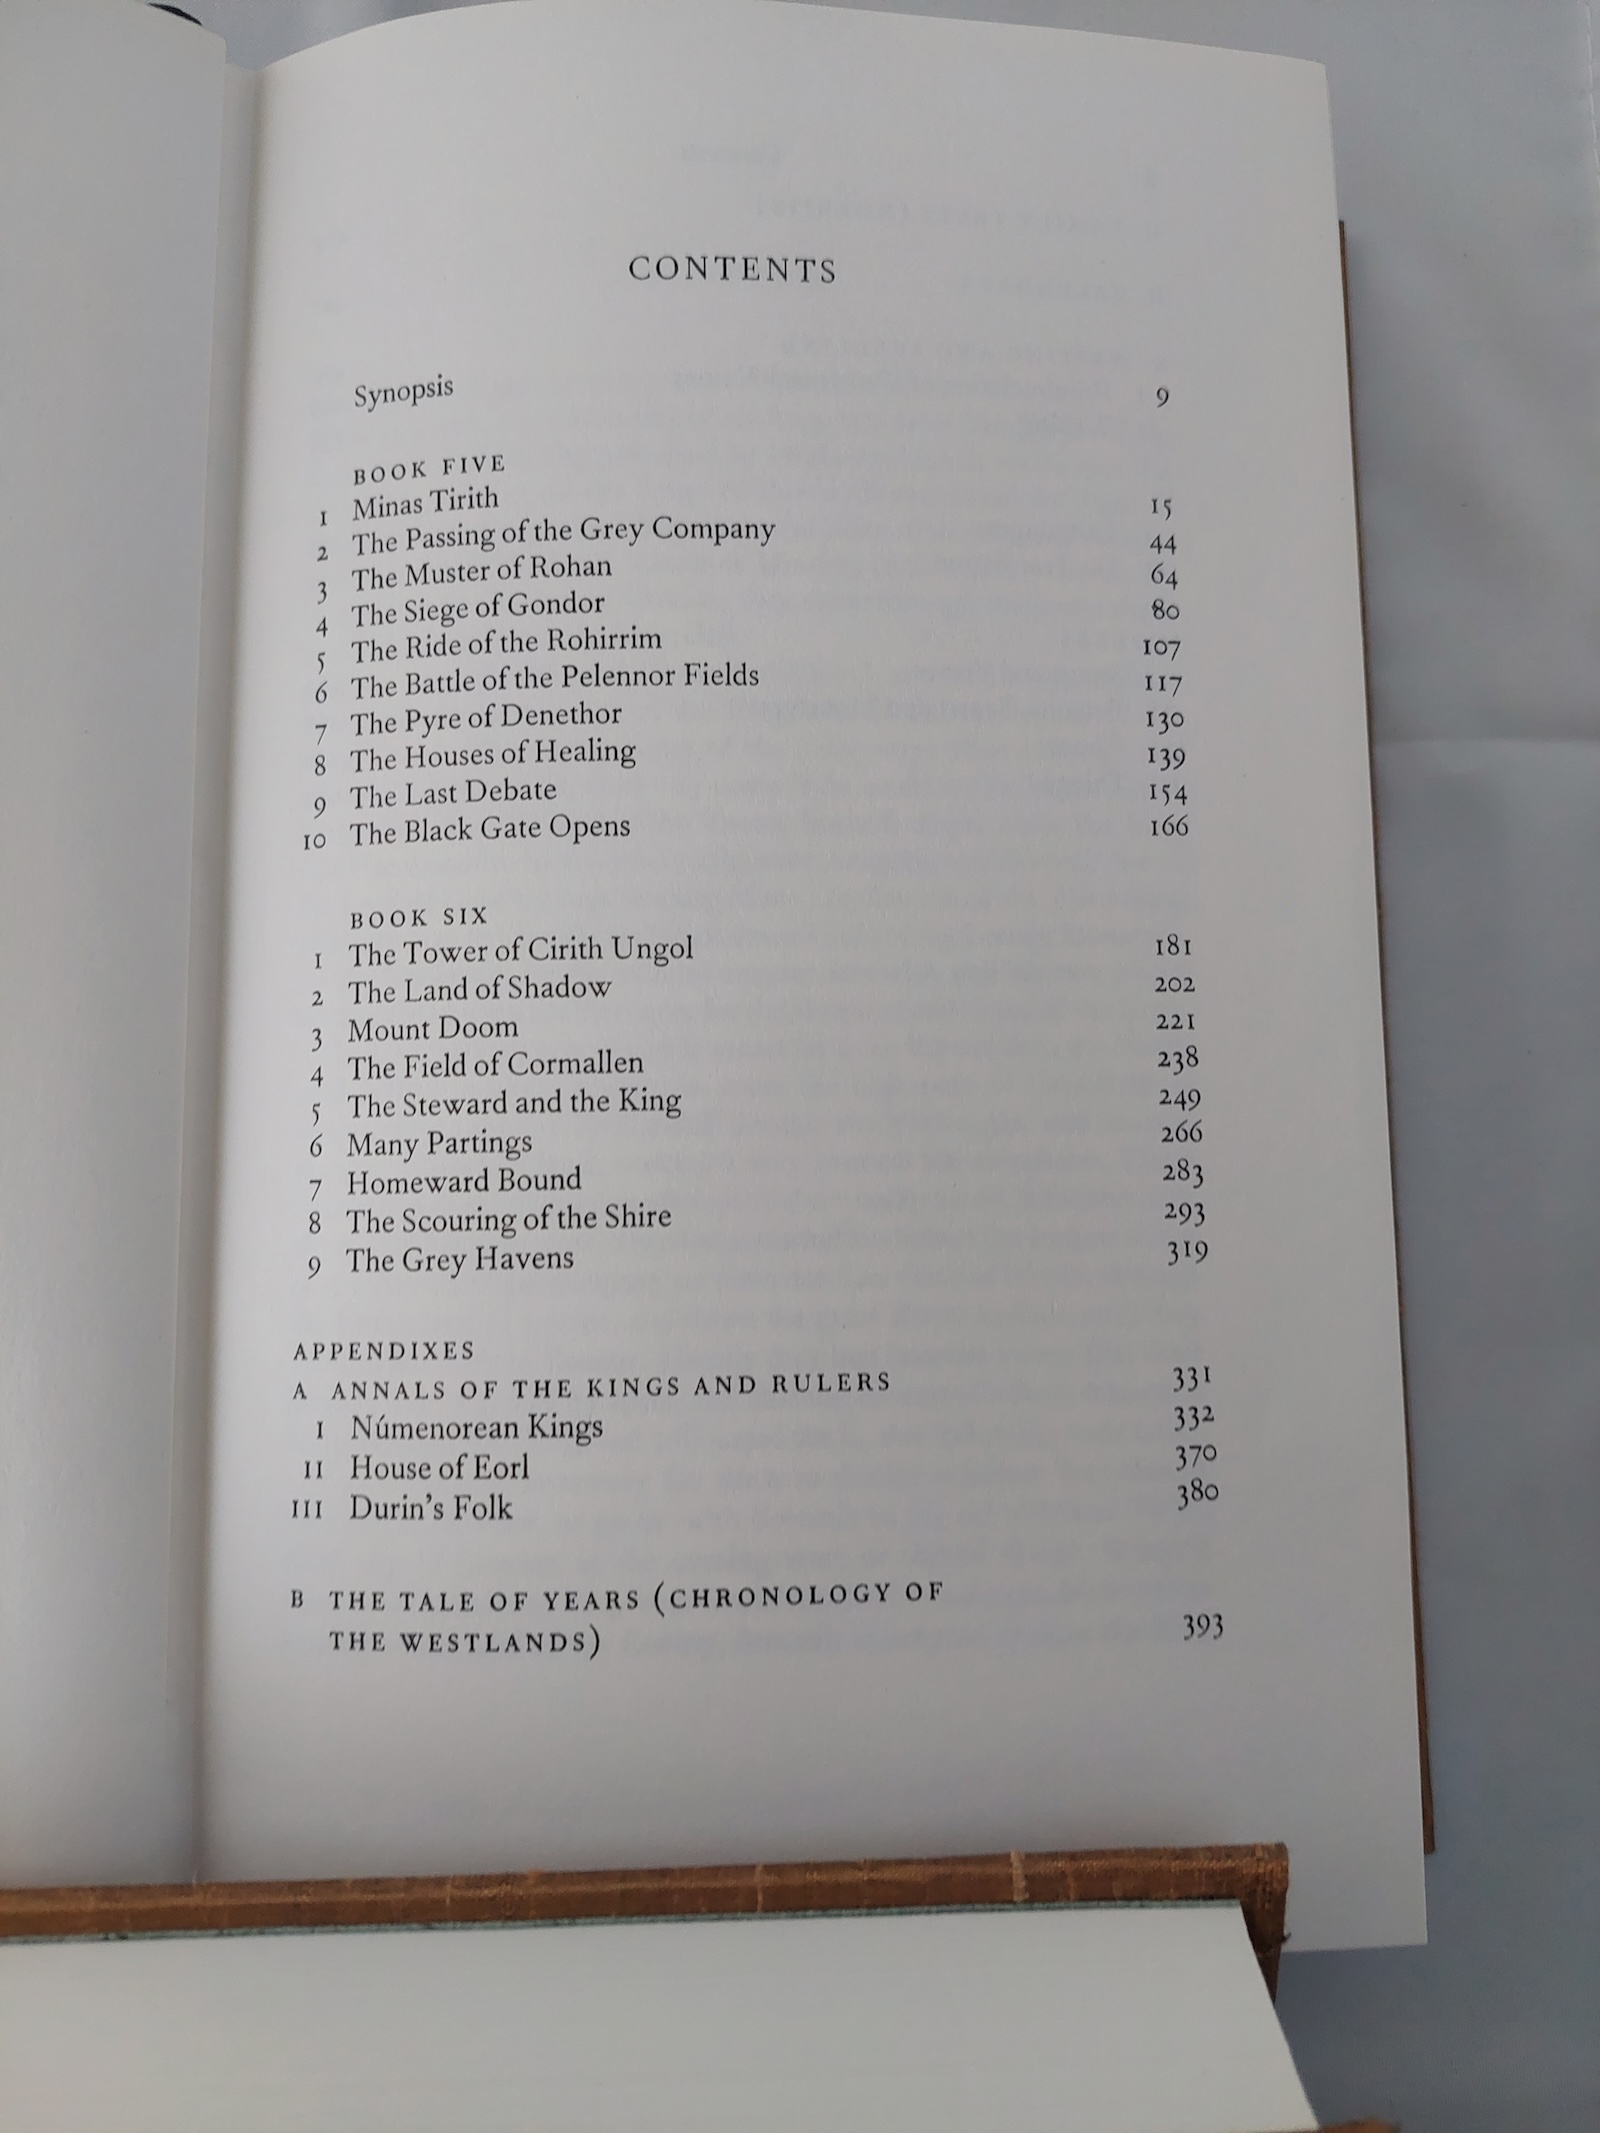 CONTENTS
Synopsis 9
BOOK FIVE
1 Minas Tirith 15
2 The Passing of the Grey Company 44
3 The Muster of Rohan 64
4 The Siege of Gondor 80
5 The Ride of the Rohirrim 107
6 The Battle of the Pelennor Fields 117
7 The Pyre of Denethor 130
8 The Houses of Healing 139
9 The Last Debate 154
10 The Black Gate Opens 166
BOOK SIX
1 The Tower of Cirith Ungol 181
2 The Land of Shadow 202
3 Mount Doom 221
4 The Field of Cormallen 238
5 The Steward and the King 249
6 Many Partings 266
7 Homeward Bound 283
8 The Scouring of the Shire 293
9 The Grey Havens 319
APPENDIXES
A ANNALS OF THE KINGS AND RULERS 331
I Númenorean Kings 332
II House of Eorl 370
III Durin's Folk 380
B THE TALE OF YEARS (CHRONOLOGY OF
THE WESTLANDS) 393